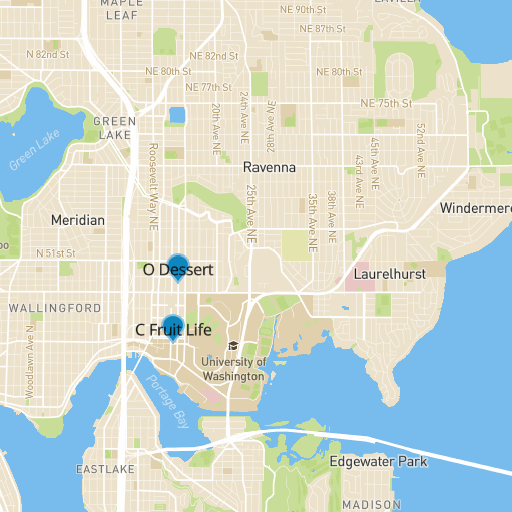 MAPLE
LEAF
NE 90th St
LAVILLA
NE 87th St
N 82nd St
NE 82nd St
NE 80th St
NE 80th St
NE 77th St
NE 75th St
GREEN
LAKE
Green Lake
Roosevelt Way NE
20th Ave NE
24th Ave NE
28th Ave NE
25th Ave NE
35th Ave NE
38th Ave NE
43rd Ave NE
45th Ave NE
52nd Ave NE
Ravenna
Meridian
Windermere
N 51st St
O Dessert
Laurelhurst
WALLINGFORD
C Fruit Life
Woodlawn Ave N
University of
Washington
Portage Bay
EASTLAKE
Edgewater Park
MADISON